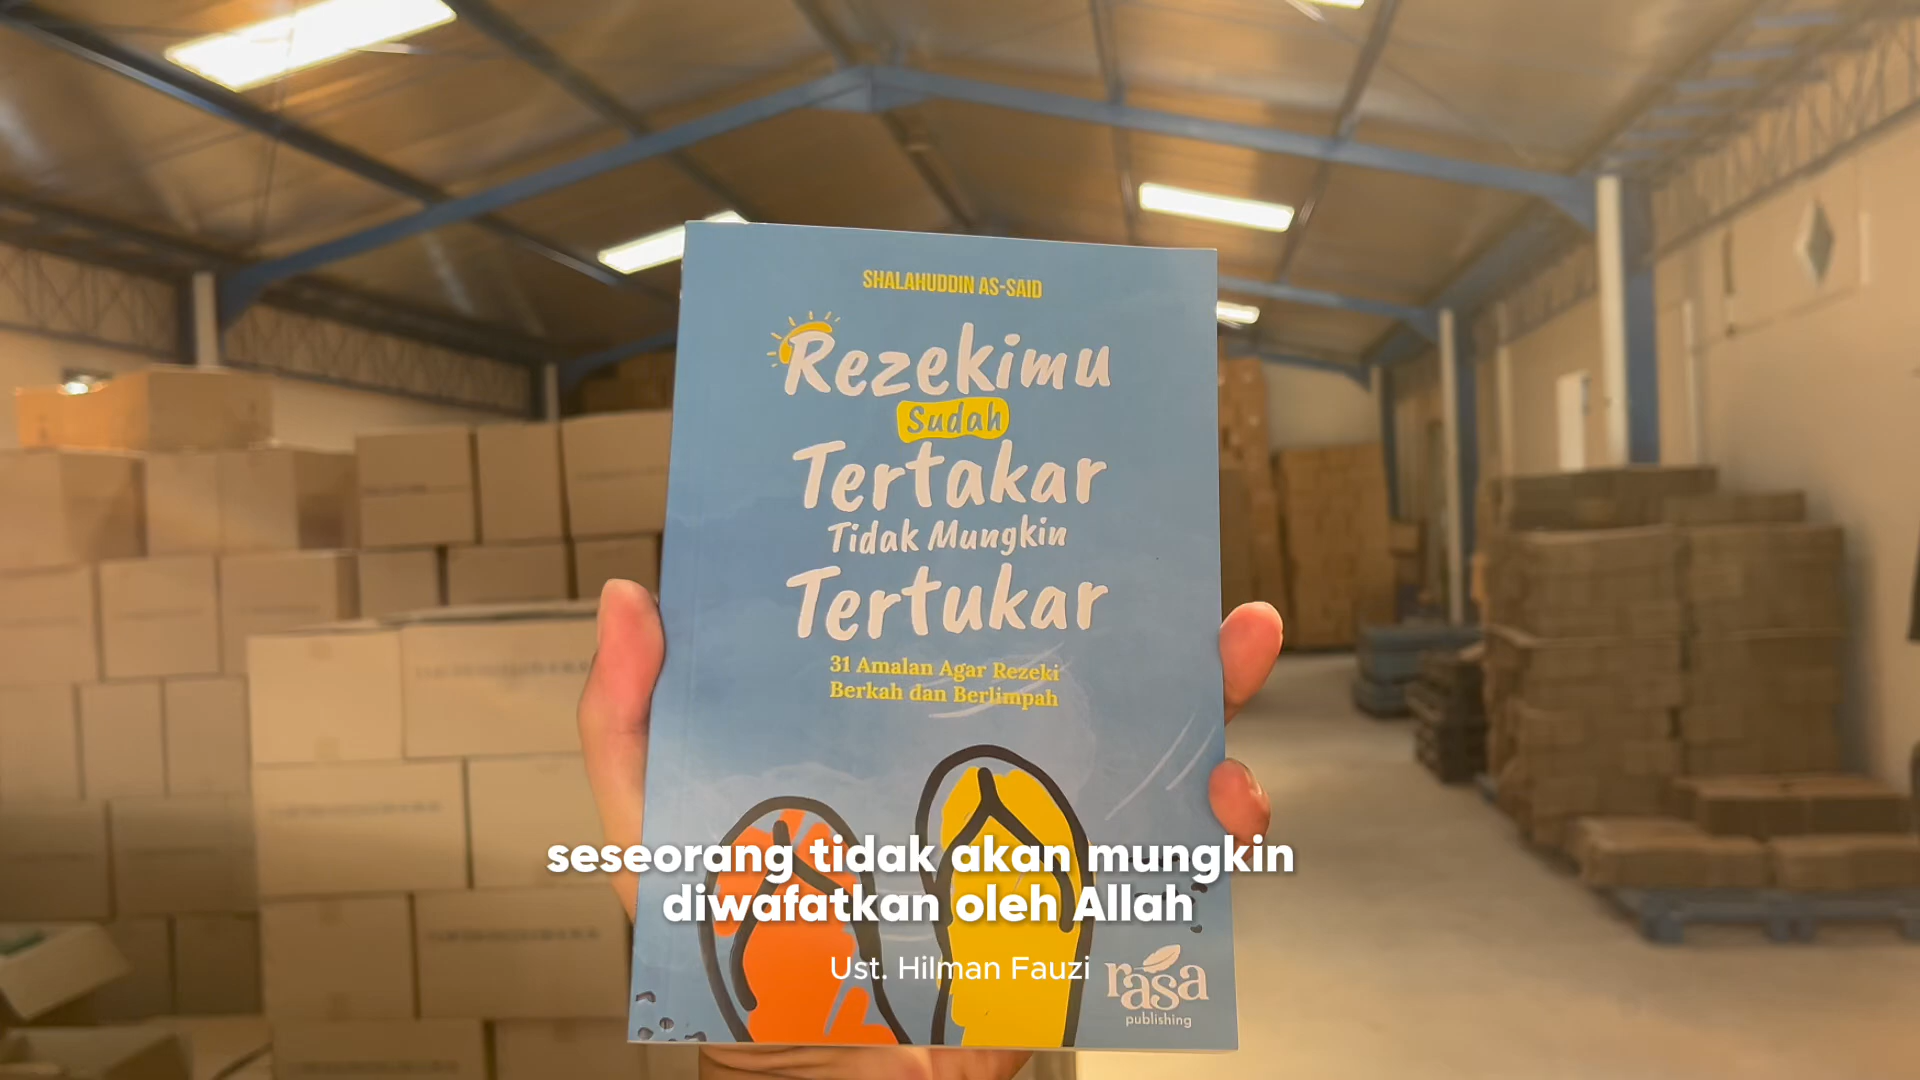 SHALAHUDDIN AS-SAID
Rezekimu
Sudah
Tertakar
Tidak Mungkin
Tertukar
31 Amalan Agar Rezeki
Berkah dan Berlimpah
seseorang tidak akan mungkin
diwafatkan oleh Allah
Ust. Hilman Fauzi
rasa
publishing